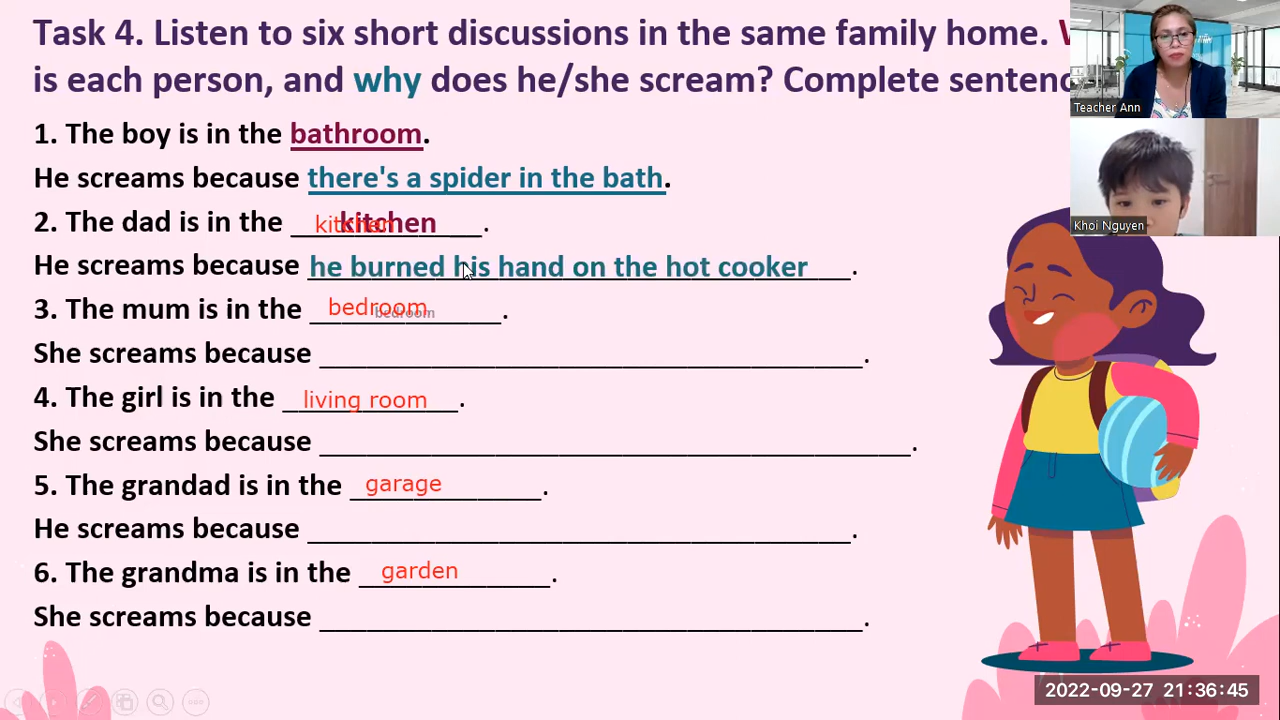 Task 4. Listen to six short discussions in the same family home.
is each person, and why does he/she scream? Complete sentenc
Teacher Ann
1. The boy is in the bathroom.
He screams because there's a spider in the bath.
Khoi Nguyen
2. The dad is in the kitchen kitchen.
He screams because he burned his hand on the hot cooker.
3. The mum is in the bedroom bedroom.
She screams because ___.
4. The girl is in the living room.
She screams because ___.
5. The grandad is in the garage.
He screams because ___.
6. The grandma is in the garden.
She screams because ___.
2022-09-27 21:36:45